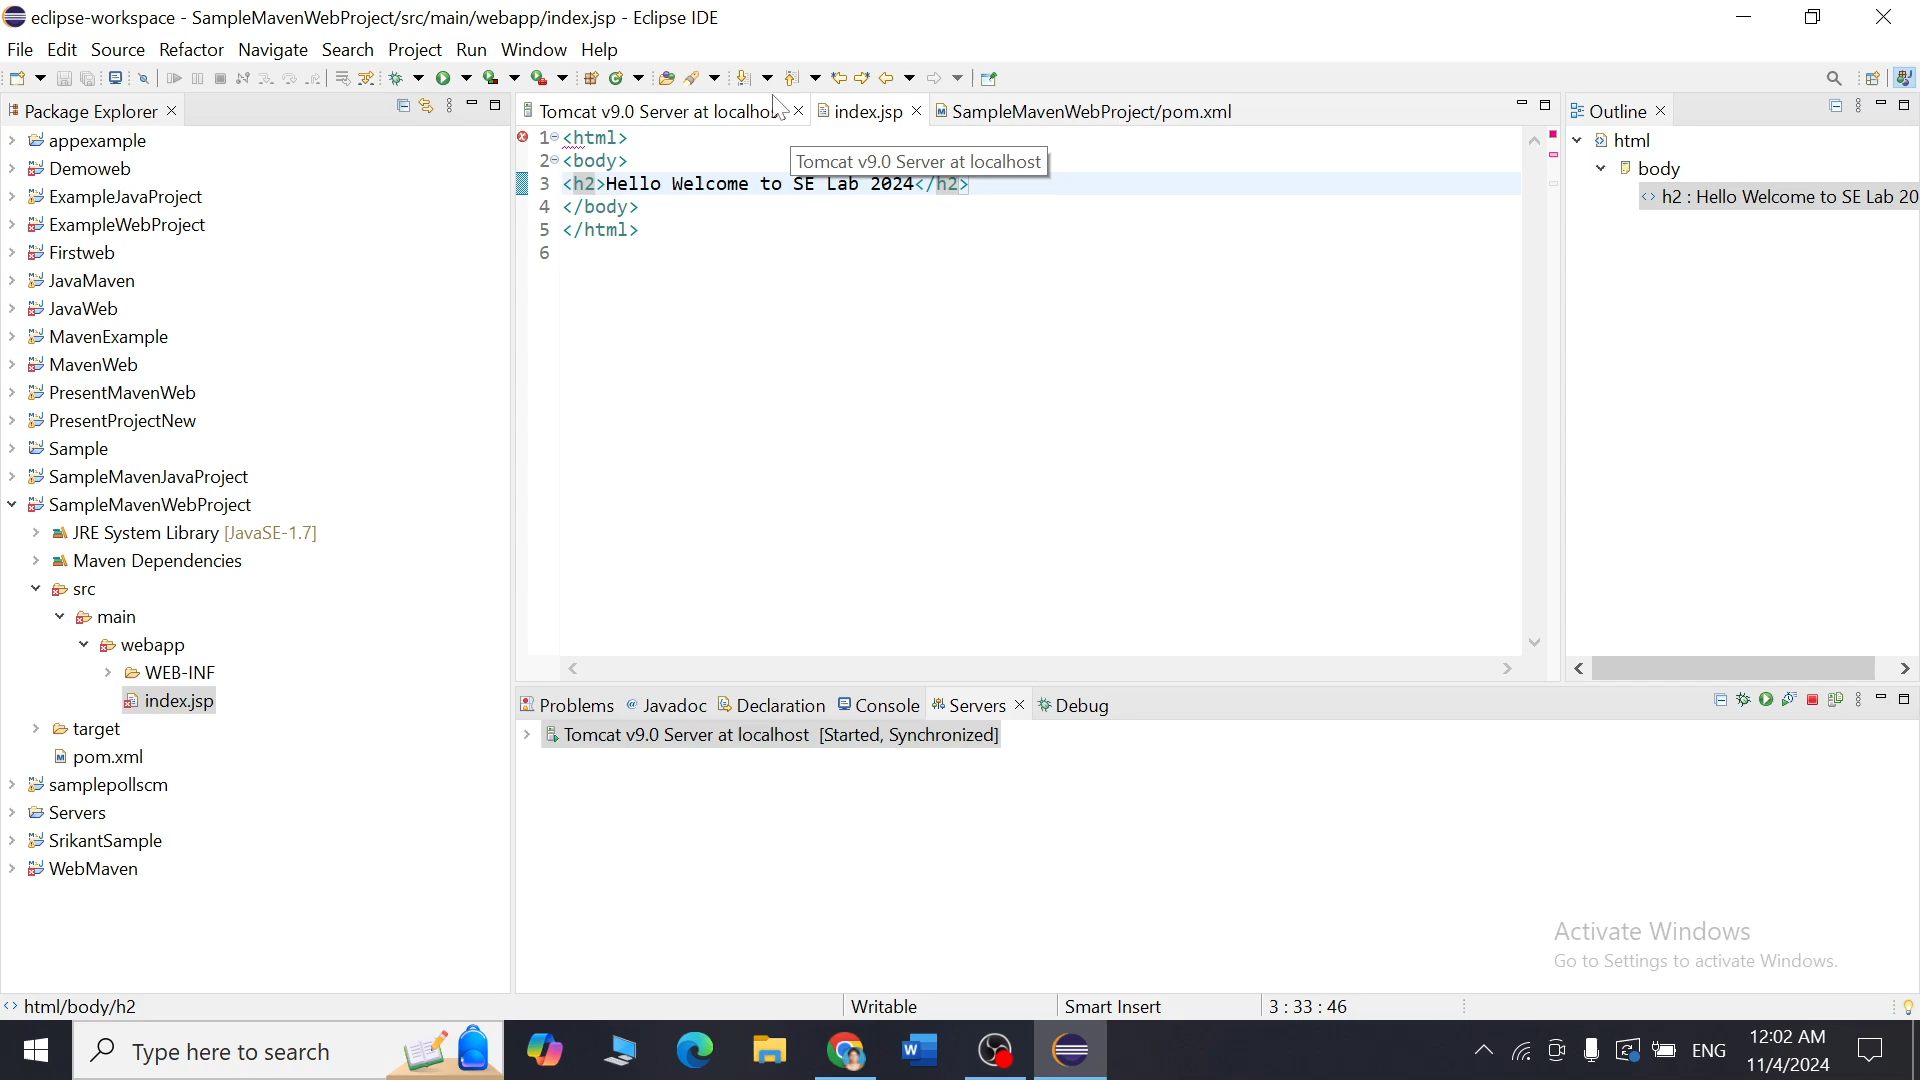 eclipse-workspace - SampleMavenWebProject/src/main/webapp/index.jsp - Eclipse IDE
File Edit Source Refactor Navigate Search Project Run Window Help
Package Explorer
appexample
Demoweb
ExampleJavaProject
ExampleWebProject
Firstweb
JavaMaven
JavaWeb
MavenExample
MavenWeb
PresentMavenWeb
PresentProjectNew
Sample
SampleMavenJavaProject
SampleMavenWebProject
JRE System Library [JavaSE-1.7]
Maven Dependencies
src
main
webapp
WEB-INF
index.jsp
target
pom.xml
samplepollscm
Servers
SrikantSample
WebMaven
Tomcat v9.0 Server at localho
index.jsp
SampleMavenWebProject/pom.xml
1 <html>
2 <body>
3 <h2>Hello Welcome to SE Lab 2024</h2>
4 </body>
5 </html>
6
Tomcat v9.0 Server at localhost
Outline
html
body
h2 : Hello Welcome to SE Lab 20
Problems @ Javadoc Declaration Console Servers Debug
Tomcat v9.0 Server at localhost [Started, Synchronized]
Activate Windows
Go to Settings to activate Windows.
html/body/h2
Writable
Smart Insert
3 : 33 : 46
Type here to search
ENG
12:02 AM
11/4/2024